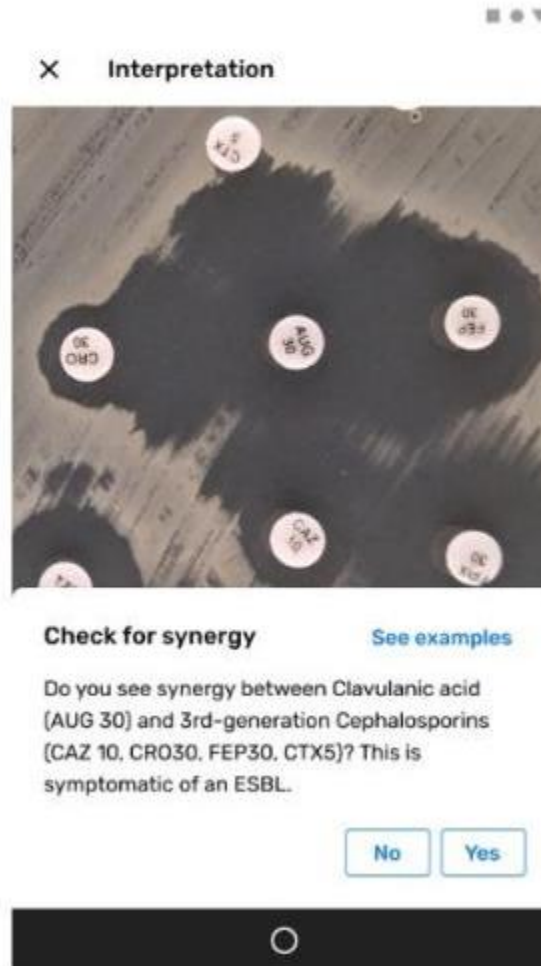 Interpretation
CTX
5
CRO
30
AUG
30
FEP
30
CAZ
10
30
Check for synergy
See examples
Do you see synergy between Clavulanic acid
(AUG 30) and 3rd-generation Cephalosporins
(CAZ 10, CRO30, FEP30, CTX5)? This is
symptomatic of an ESBL.
No
Yes